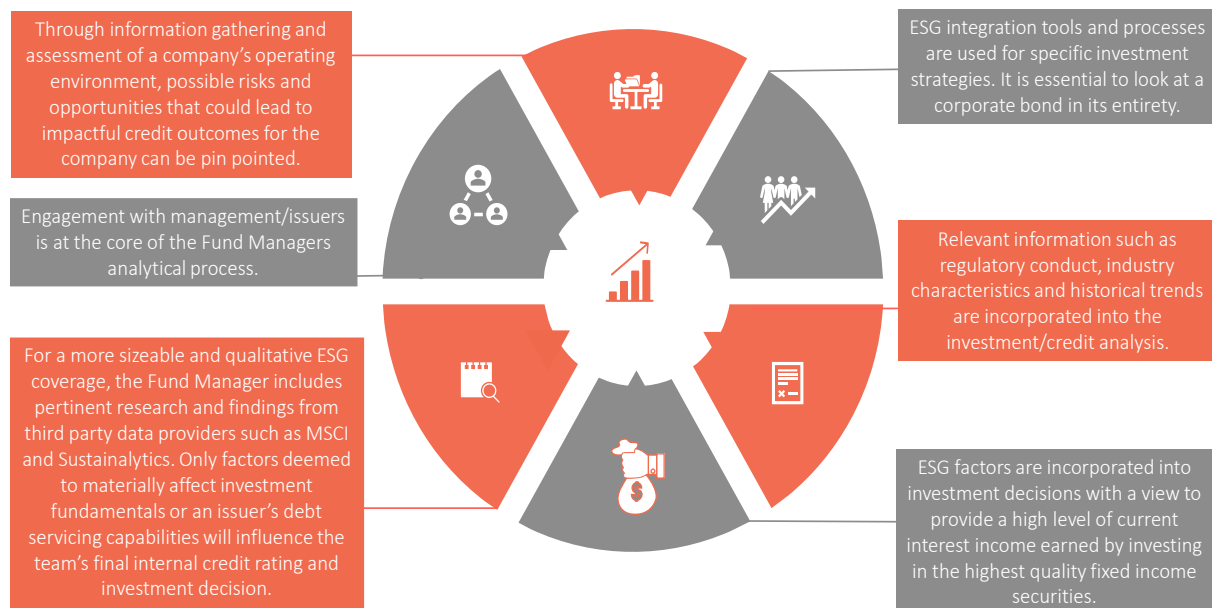 Through information gathering and
assessment of a company's operating
environment, possible risks and
opportunities that could lead to
impactful credit outcomes for the
company can be pin pointed.
Engagement with management/issuers
is at the core of the Fund Managers
analytical process.
For a more sizeable and qualitative ESG
coverage, the Fund Manager includes
pertinent research and findings from
third party data providers such as MSCI
and Sustainalytics. Only factors deemed
to materially affect investment
fundamentals or an issuer's debt
servicing capabilities will influence the
team's final internal credit rating and
investment decision.
$
ESG integration tools and processes
are used for specific investment
strategies. It is essential to look at a
corporate bond in its entirety.
Relevant information such as
regulatory conduct, industry
characteristics and historical trends
are incorporated into the
investment/credit analysis.
ESG factors are incorporated into
investment decisions with a view to
provide a high level of current
interest income earned by investing
in the highest quality fixed income
securities.